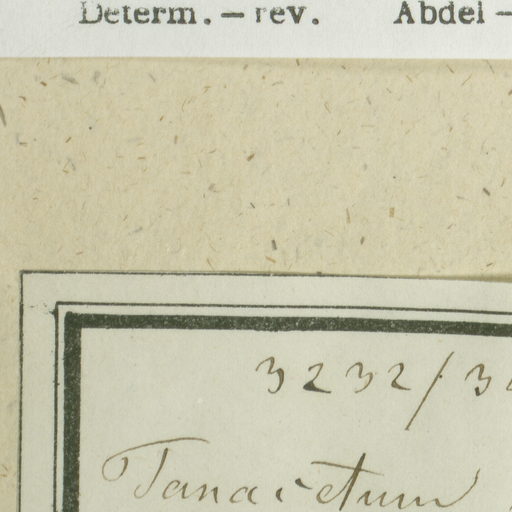 Determ. — rev. Abdel —
3232/3
Tanacetum